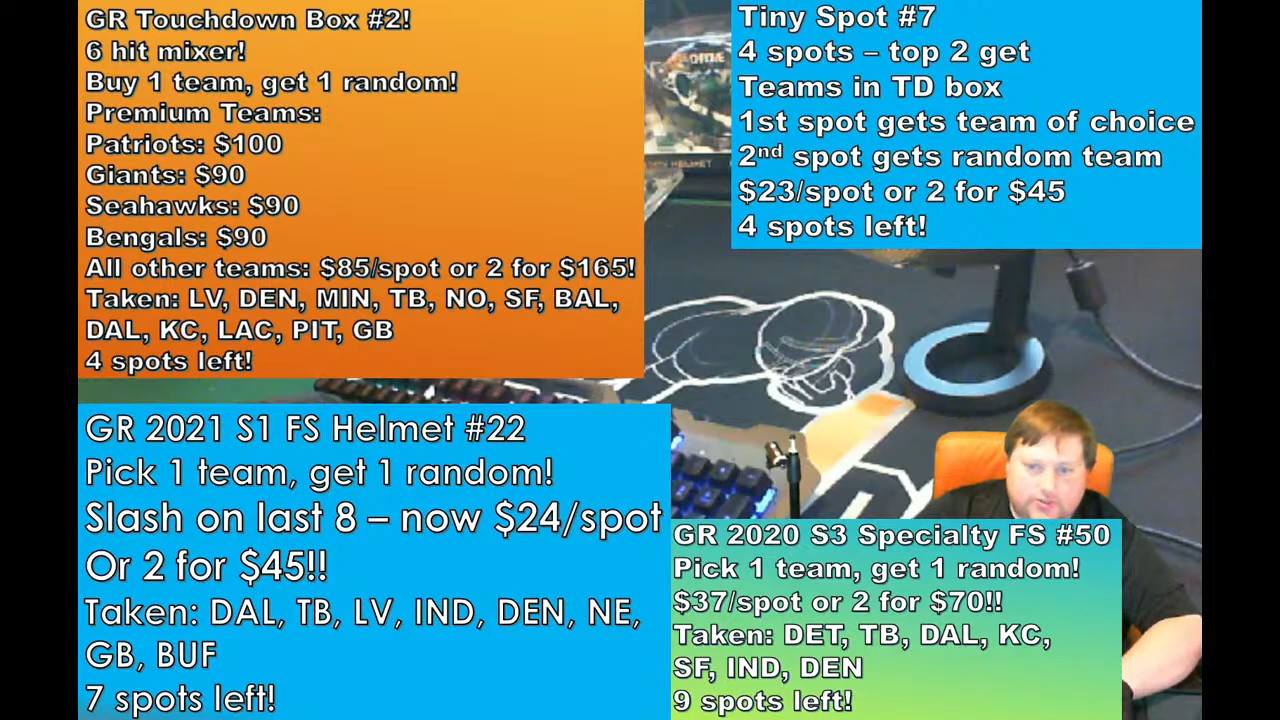 GR Touchdown Box #2!
6 hit mixer!
Buy 1 team, get 1 random!
Premium Teams:
Patriots: $100
Giants: $90
Seahawks: $90
Bengals: $90
All other teams: $85/spot or 2 for $165!
Taken: LV, DEN, MIN, TB, NO, SF, BAL,
DAL, KC, LAC, PIT, GB
4 spots left!
Tiny Spot #7
4 spots – top 2 get
Teams in TD box
1st spot gets team of choice
2nd spot gets random team
$23/spot or 2 for $45
4 spots left!
GR 2021 S1 FS Helmet #22
Pick 1 team, get 1 random!
Slash on last 8 – now $24/spot
Or 2 for $45!!
Taken: DAL, TB, LV, IND, DEN, NE,
GB, BUF
7 spots left!
GR 2020 S3 Specialty FS #50
Pick 1 team, get 1 random!
$37/spot or 2 for $70!!
Taken: DET, TB, DAL, KC,
SF, IND, DEN
9 spots left!